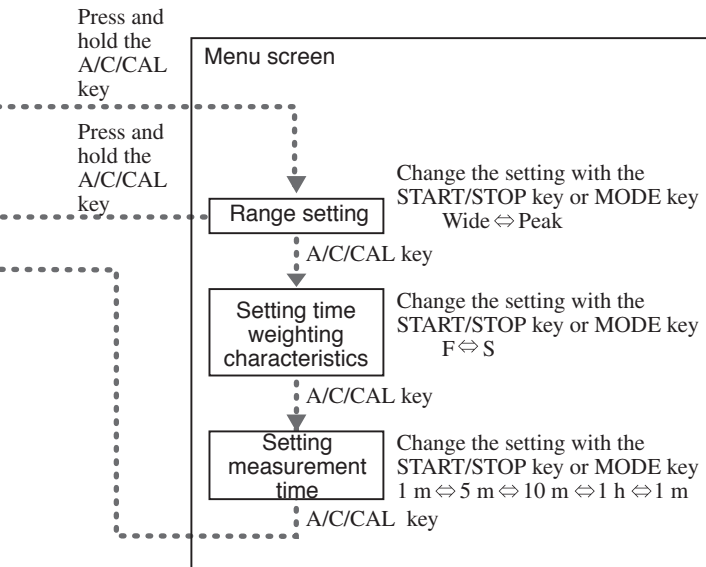 Press and
hold the
A/C/CAL
key
Menu screen
Press and
hold the
A/C/CAL
key
Range setting
Change the setting with the
START/STOP key or MODE key
Wide ⇔ Peak
A/C/CAL key
Setting time
weighting
characteristics
Change the setting with the
START/STOP key or MODE key
F ⇔ S
A/C/CAL key
Setting
measurement
time
Change the setting with the
START/STOP key or MODE key
1 m ⇔ 5 m ⇔ 10 m ⇔ 1 h ⇔ 1 m
A/C/CAL key